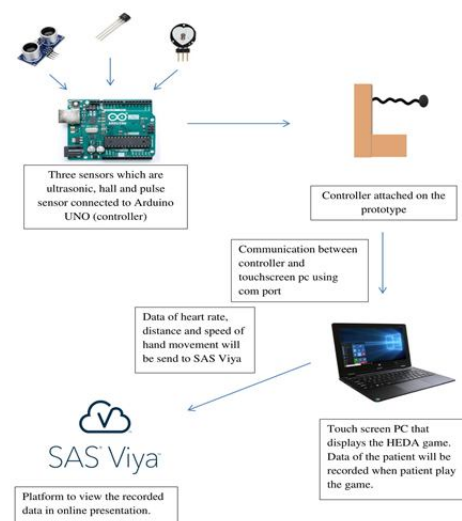 Three sensors which are
ultrasonic, hall and pulse
sensor connected to Arduino
UNO (controller)
Controller attached on the
prototype
Communication between
controller and
touchscreen pc using
com port
Data of heart rate,
distance and speed of
hand movement will
be send to SAS Viya
SAS Viya
Touch screen PC that
displays the HEDA game.
Data of the patient will be
recorded when patient play
the game.
Platform to view the recorded
data in online presentation.